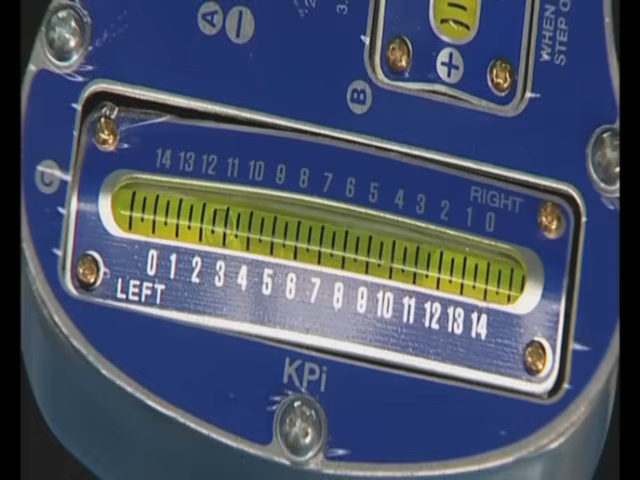 A −
+
WHEN
STEP O
B
C
14 13 12 11 10 9 8 7 6 5 4 3 2 1 0
RIGHT
0 1 2 3 4 5 6 7 8 9 10 11 12 13 14
LEFT
KPi